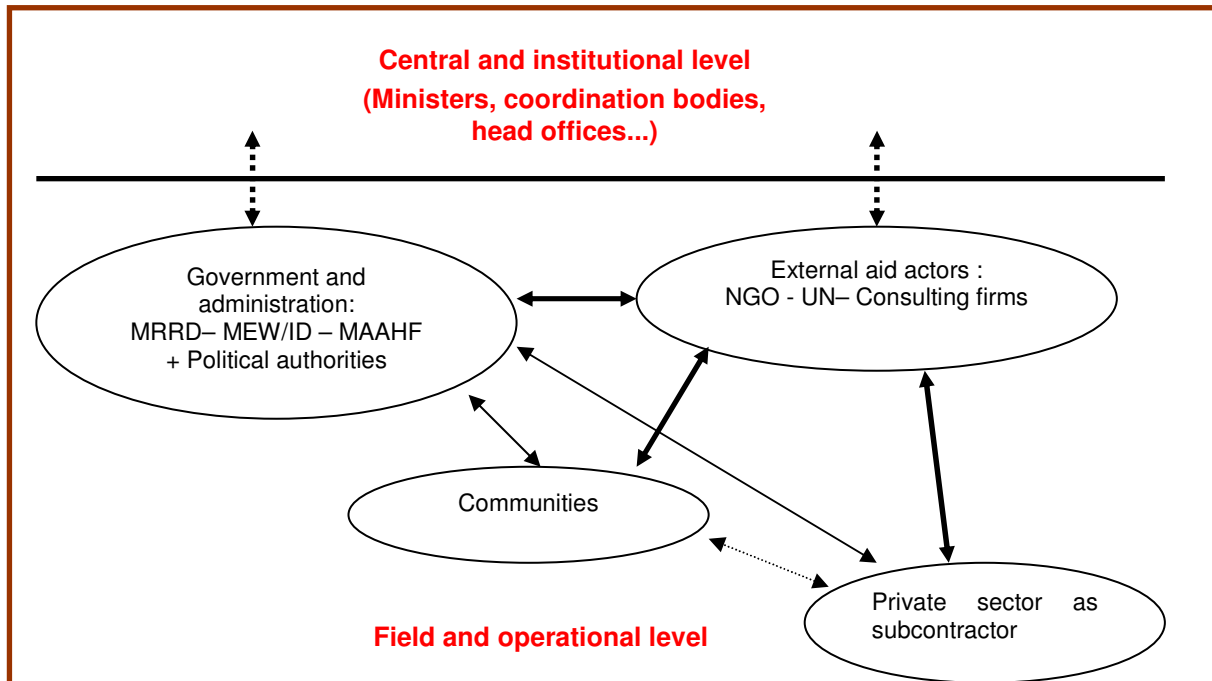 Central and institutional level
(Ministers, coordination bodies,
head offices...)
Government and
administration:
MRRD– MEW/ID – MAAHF
+ Political authorities
External aid actors :
NGO - UN– Consulting firms
Communities
Private sector as
subcontractor
Field and operational level